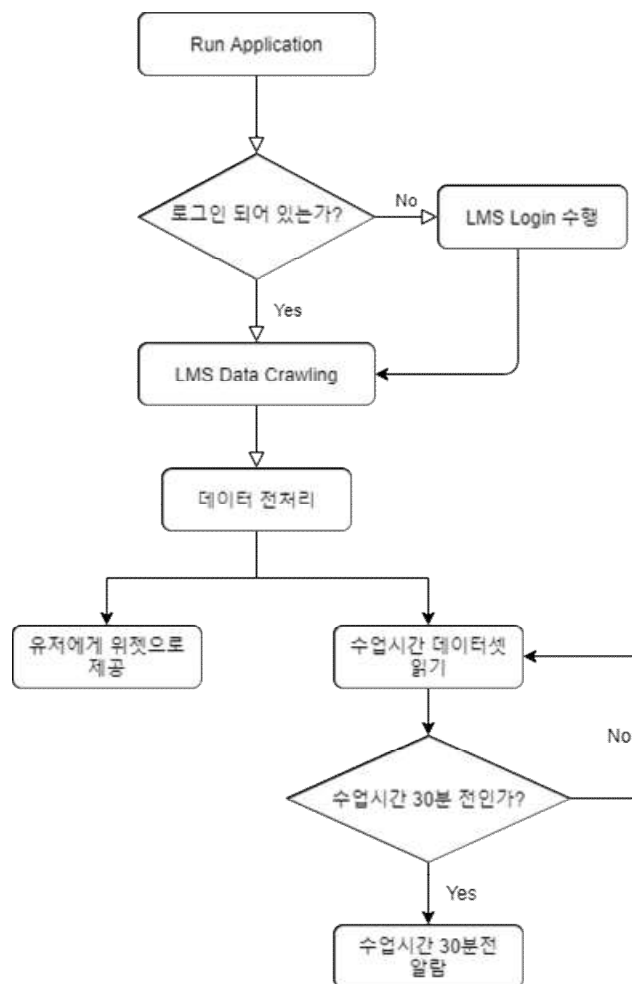 Run Application
로그인 되어 있는가?
No
LMS Login 수행
Yes
LMS Data Crawling
데이터 전처리
유저에게 위젯으로
제공
수업시간 데이터셋
읽기
No
수업시간 30분 전인가?
Yes
수업시간 30분전
알람